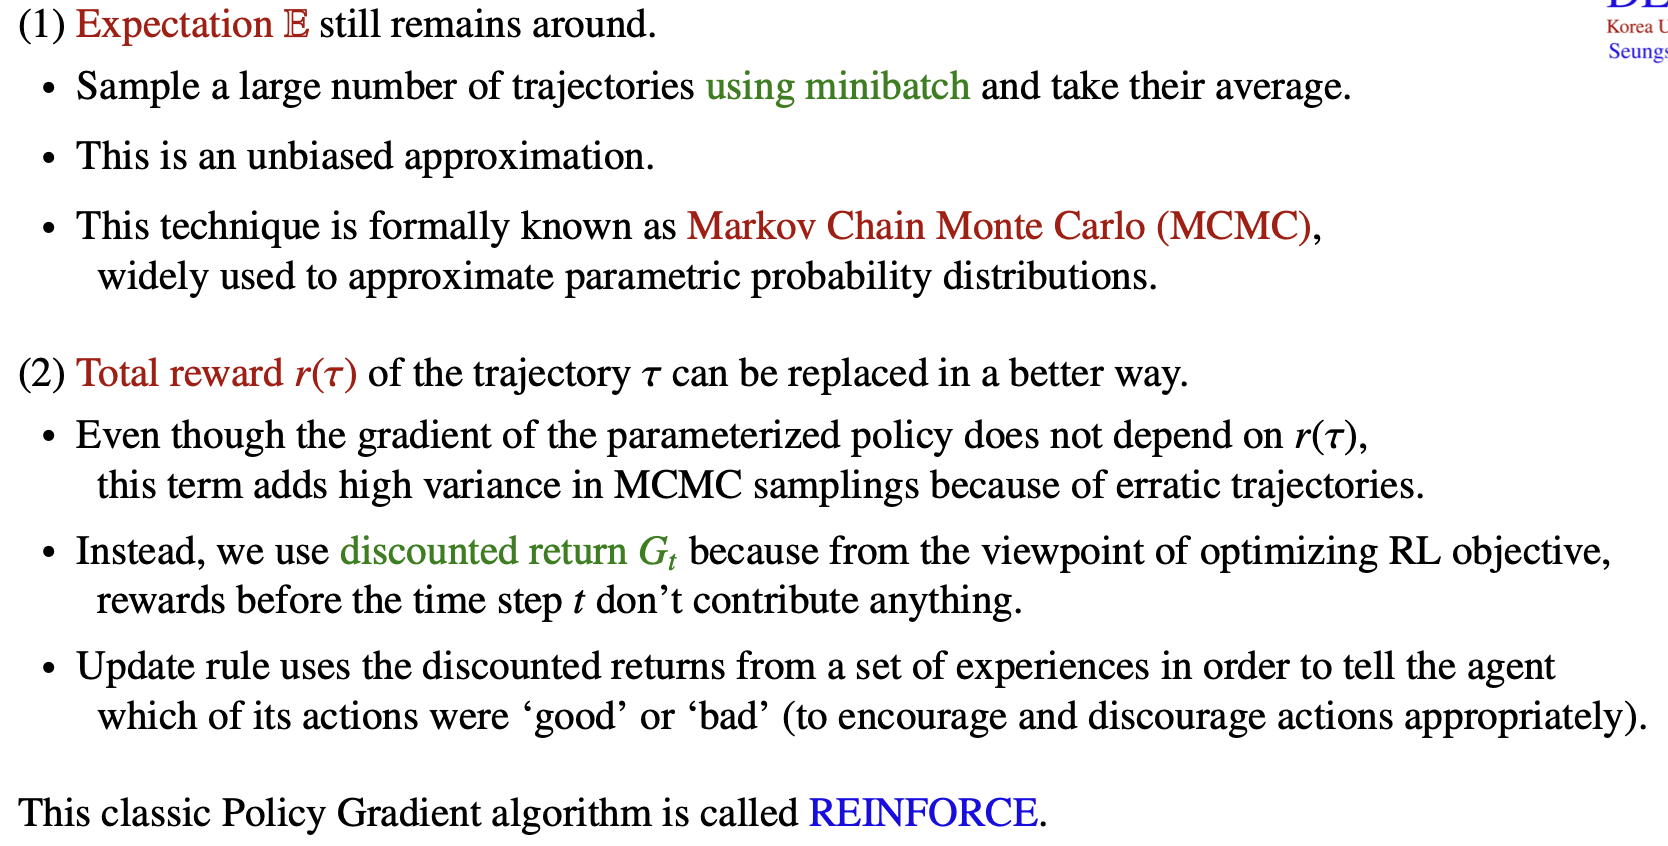 (1) Expectation 𝔼 still remains around.
Korea U
Seungs
• Sample a large number of trajectories using minibatch and take their average.
• This is an unbiased approximation.
• This technique is formally known as Markov Chain Monte Carlo (MCMC),
widely used to approximate parametric probability distributions.
(2) Total reward r(τ) of the trajectory τ can be replaced in a better way.
• Even though the gradient of the parameterized policy does not depend on r(τ),
this term adds high variance in MCMC samplings because of erratic trajectories.
• Instead, we use discounted return Gₜ because from the viewpoint of optimizing RL objective,
rewards before the time step t don’t contribute anything.
• Update rule uses the discounted returns from a set of experiences in order to tell the agent
which of its actions were ‘good’ or ‘bad’ (to encourage and discourage actions appropriately).
This classic Policy Gradient algorithm is called REINFORCE.